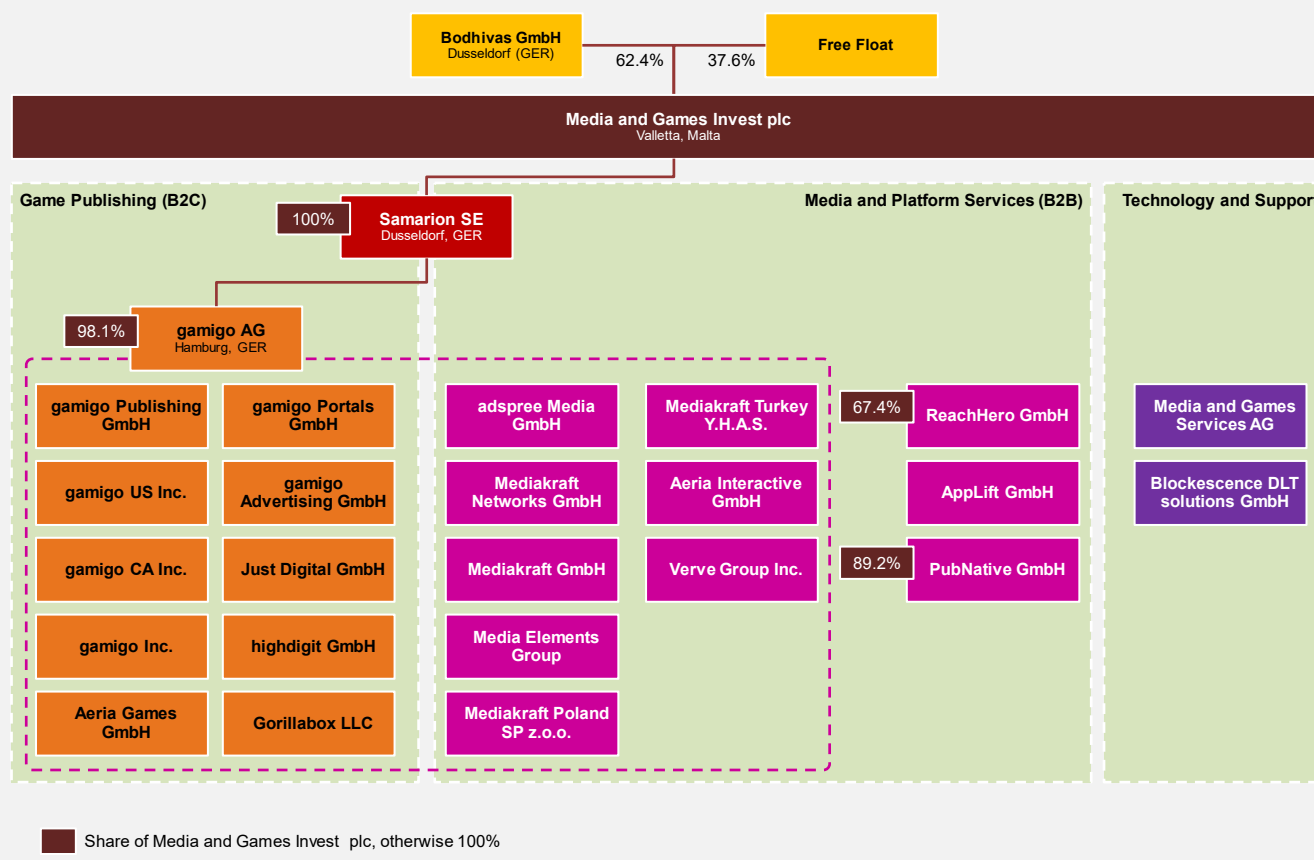 Bodhivas GmbH
Dusseldorf (GER)
Free Float
62.4%
37.6%
Media and Games Invest plc
Valletta, Malta
Game Publishing (B2C)
Media and Platform Services (B2B)
Technology and Support
100%
Samarion SE
Dusseldorf, GER
98.1%
gamigo AG
Hamburg, GER
gamigo Publishing
GmbH
gamigo Portals
GmbH
adspree Media
GmbH
Mediakraft Turkey
Y.H.A.S.
67.4%
ReachHero GmbH
Media and Games
Services AG
gamigo US Inc.
gamigo
Advertising GmbH
Mediakraft
Networks GmbH
Aeria Interactive
GmbH
AppLift GmbH
Blockescence DLT
solutions GmbH
gamigo CA Inc.
Just Digital GmbH
Mediakraft GmbH
Verve Group Inc.
89.2%
PubNative GmbH
gamigo Inc.
highdigit GmbH
Media Elements
Group
Aeria Games
GmbH
Gorillabox LLC
Mediakraft Poland
SP z.o.o.
Share of Media and Games Invest plc, otherwise 100%